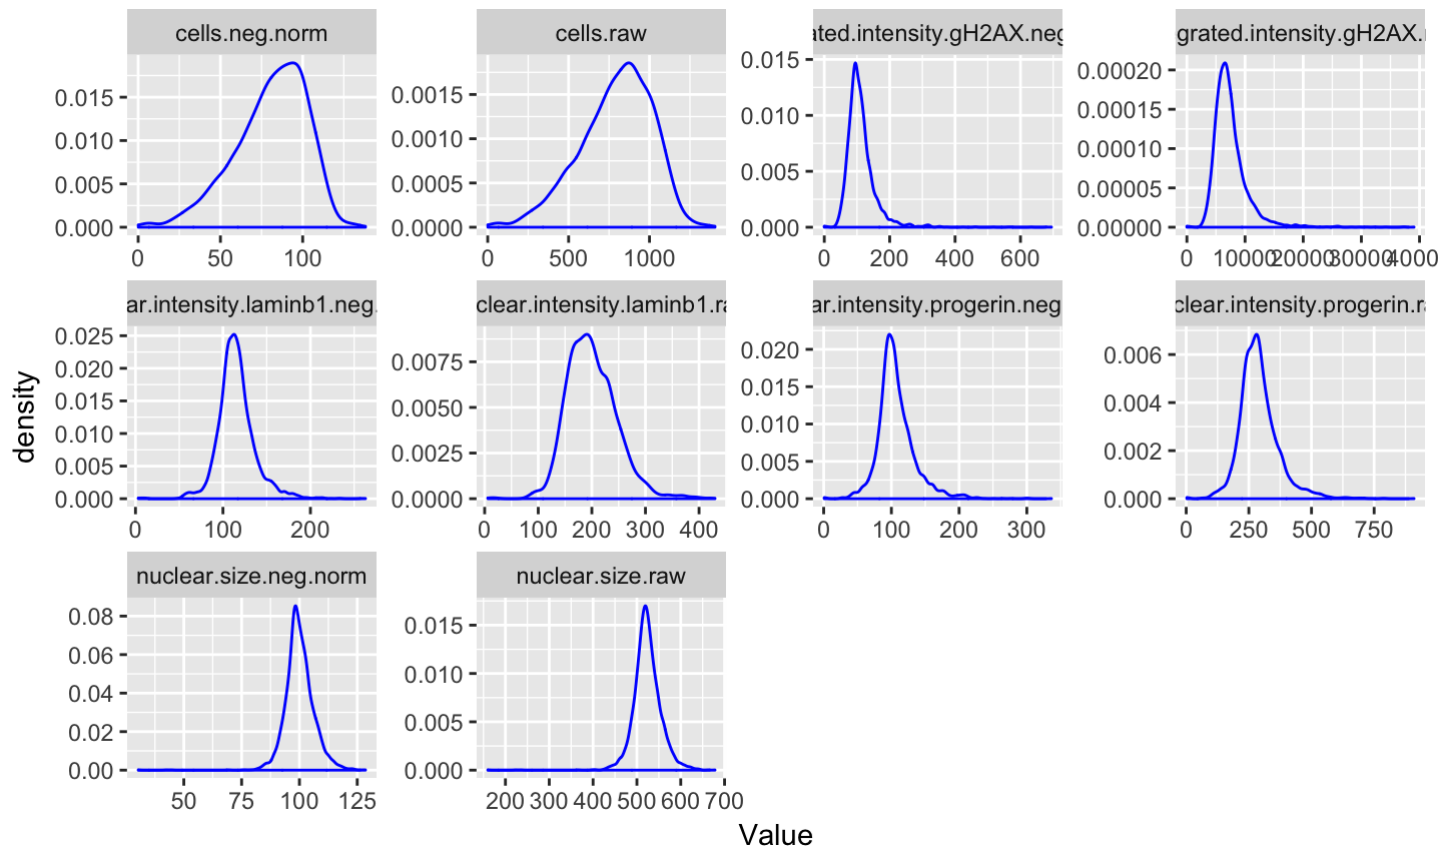 cells.neg.norm
cells.raw
ated.intensity.gH2AX.neg
grated.intensity.gH2AX.
0.015
0.010
0.005
0.000
0 50 100
0.0015
0.0010
0.0005
0.0000
0 500 1000
0.015
0.010
0.005
0.000
0 200 400 600
0.00020
0.00015
0.00010
0.00005
0.00000
0 10000 20000 30000 4000
ar.intensity.laminb1.neg.
clear.intensity.laminb1.ra
ar.intensity.progerin.neg
clear.intensity.progerin.ra
0.025
0.020
0.015
0.010
0.005
0.000
0 100 200
0.0075
0.0050
0.0025
0.0000
0 100 200 300 400
0.020
0.015
0.010
0.005
0.000
0 100 200 300
0.006
0.004
0.002
0.000
0 250 500 750
density
nuclear.size.neg.norm
nuclear.size.raw
0.08
0.06
0.04
0.02
0.00
50 75 100 125
0.015
0.010
0.005
0.000
200 300 400 500 600 700
Value